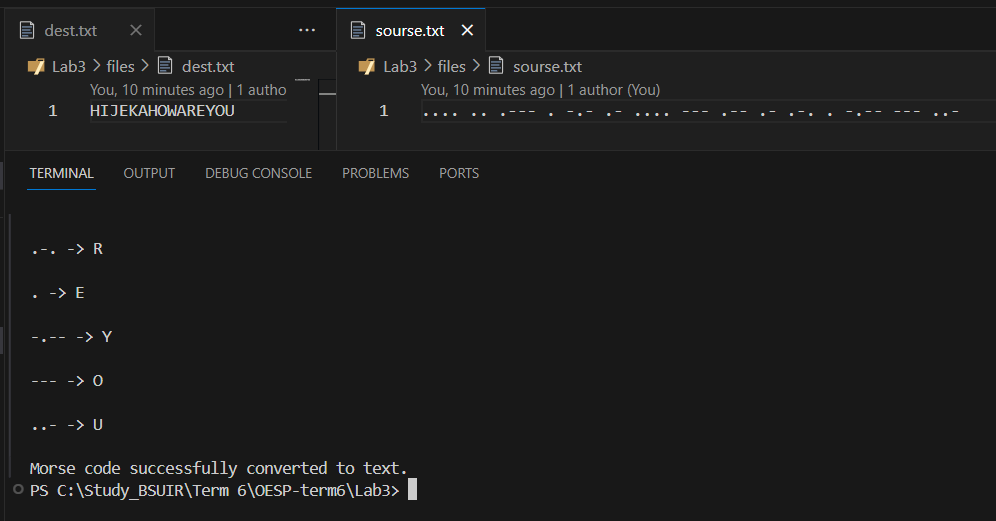 dest.txt
sourse.txt
Lab3 > files > dest.txt
Lab3 > files > sourse.txt
You, 10 minutes ago | 1 autho
You, 10 minutes ago | 1 author (You)
1 HIJEKAHOWAREYOU
1 .... .. .--- . -.- .- .... --- .-- .- .-. . -.-- --- ..-
TERMINAL OUTPUT DEBUG CONSOLE PROBLEMS PORTS
.-. -> R
. -> E
-.-- -> Y
--- -> O
..- -> U
Morse code successfully converted to text.
PS C:\Study_BSUIR\Term 6\OESP-term6\Lab3>